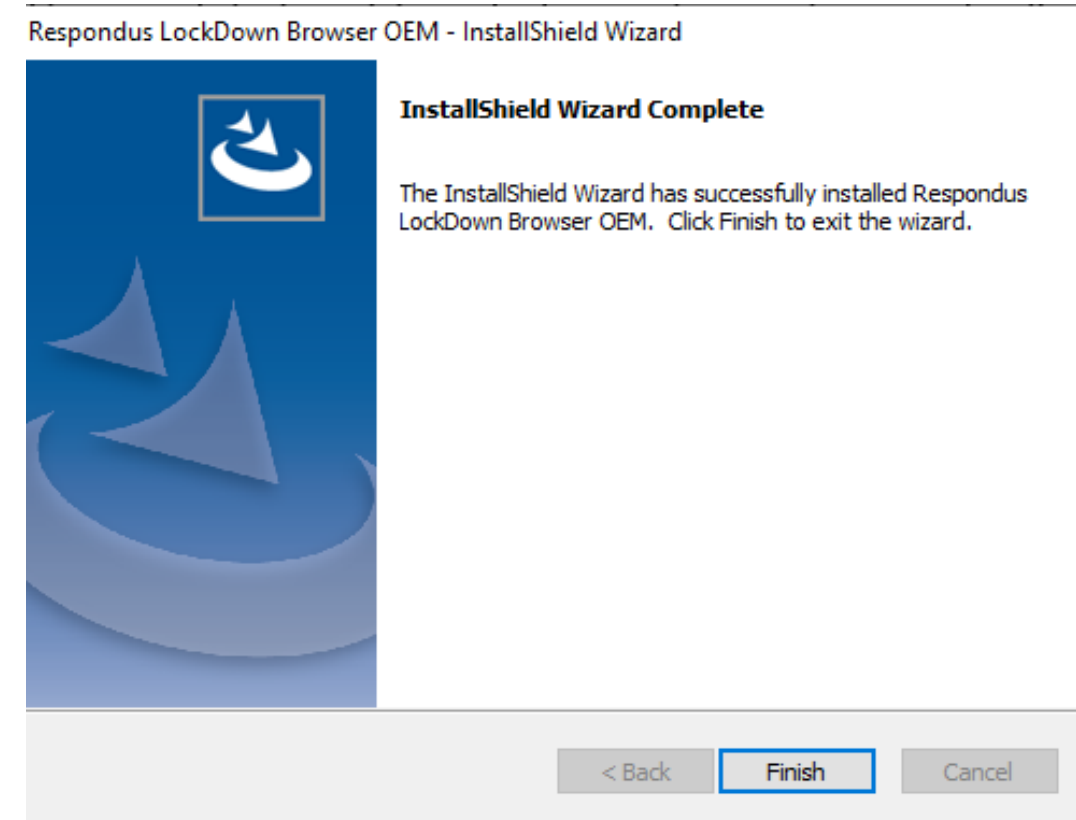 Respondus LockDown Browser OEM - InstallShield Wizard
InstallShield Wizard Complete
The InstallShield Wizard has successfully installed Respondus
LockDown Browser OEM.  Click Finish to exit the wizard.
< Back
Finish
Cancel